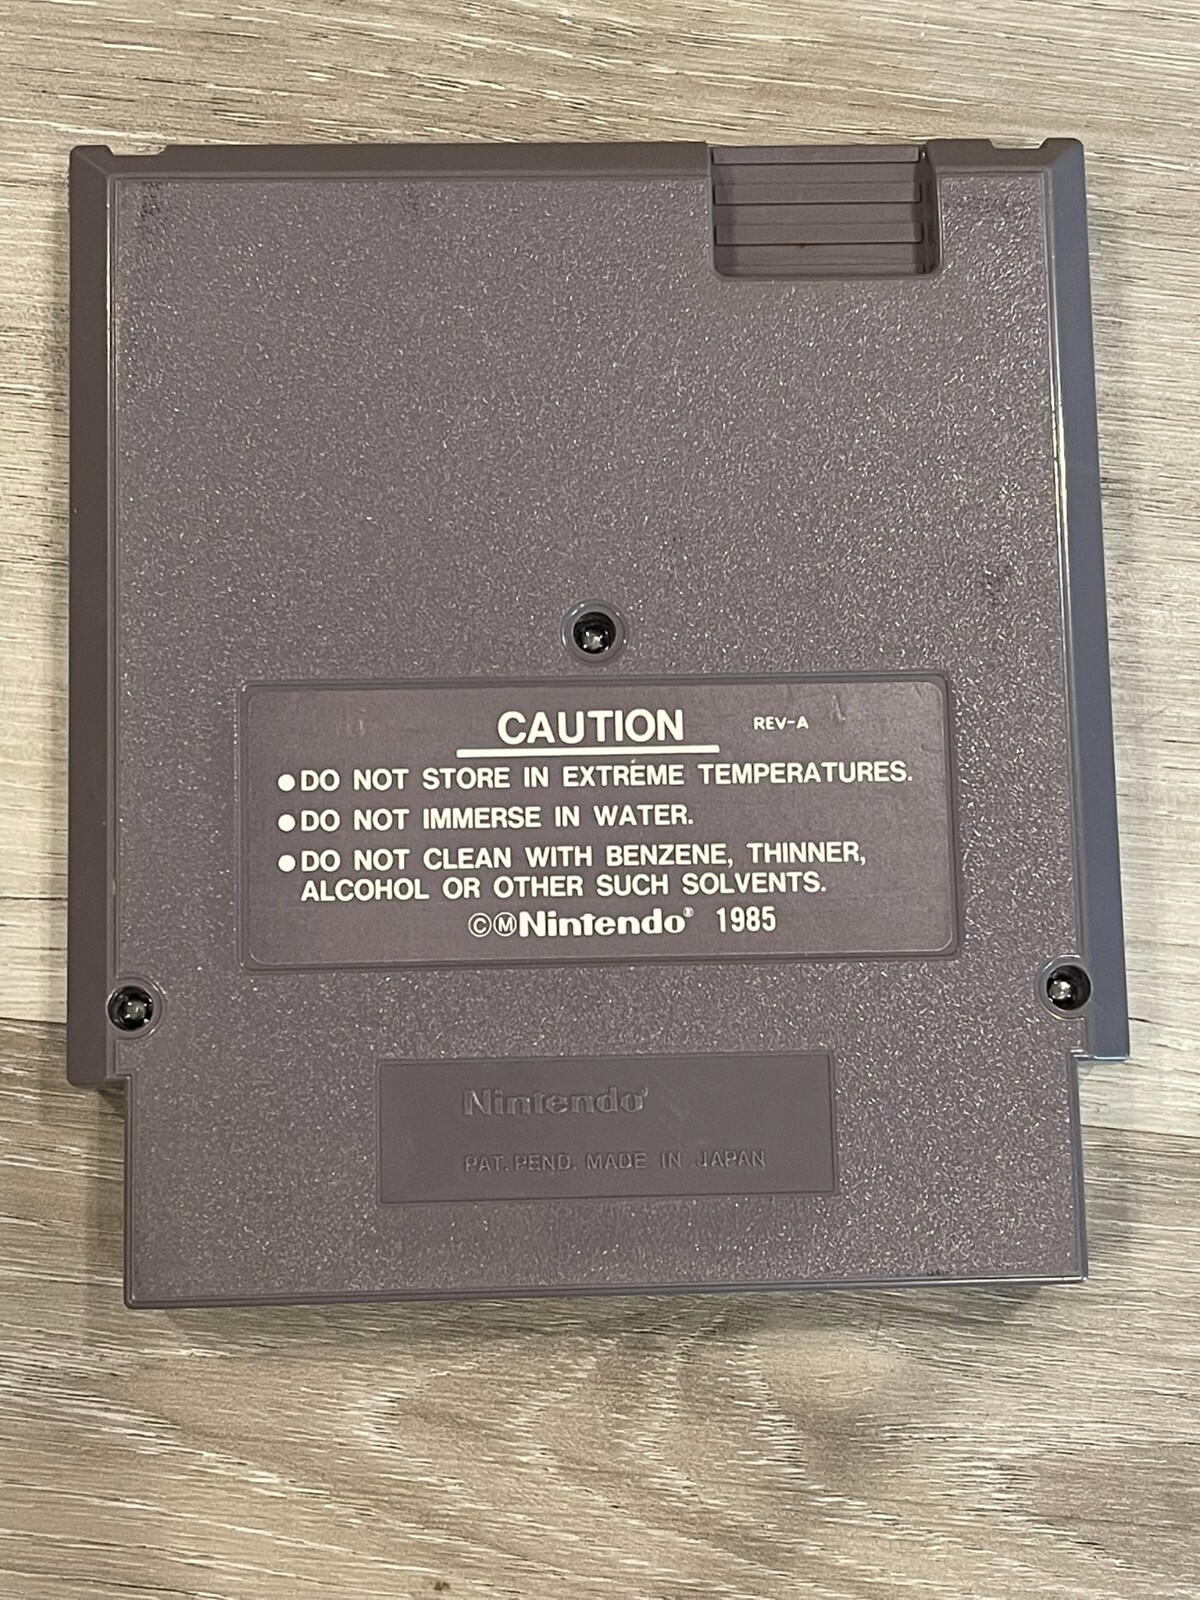 CAUTION REV-A
●DO NOT STORE IN EXTREME TEMPERATURES.
●DO NOT IMMERSE IN WATER.
●DO NOT CLEAN WITH BENZENE, THINNER,
ALCOHOL OR OTHER SUCH SOLVENTS.
©ⓂNintendo® 1985
Nintendo®
PAT. PEND. MADE IN JAPAN